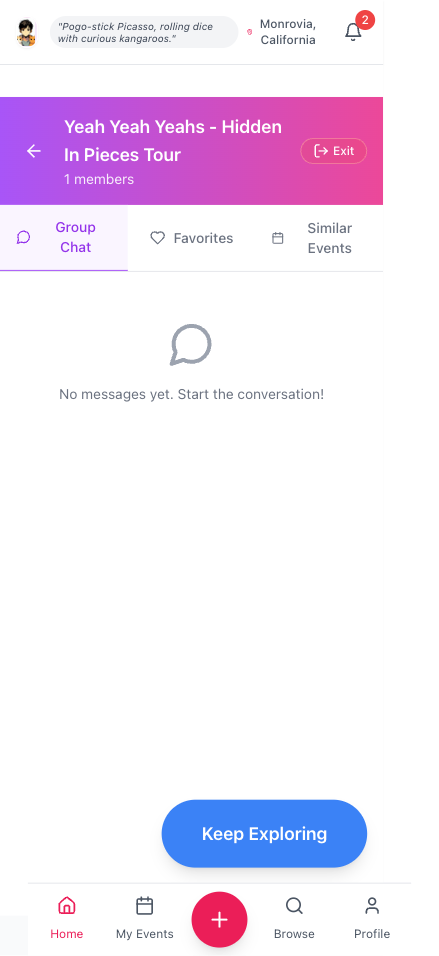 "Pogo-stick Picasso, rolling dice
with curious kangaroos."
Monrovia,
California
2
Yeah Yeah Yeahs - Hidden
In Pieces Tour
1 members
Exit
Group
Chat
Favorites
Similar
Events
No messages yet. Start the conversation!
Keep Exploring
Home
My Events
Browse
Profile